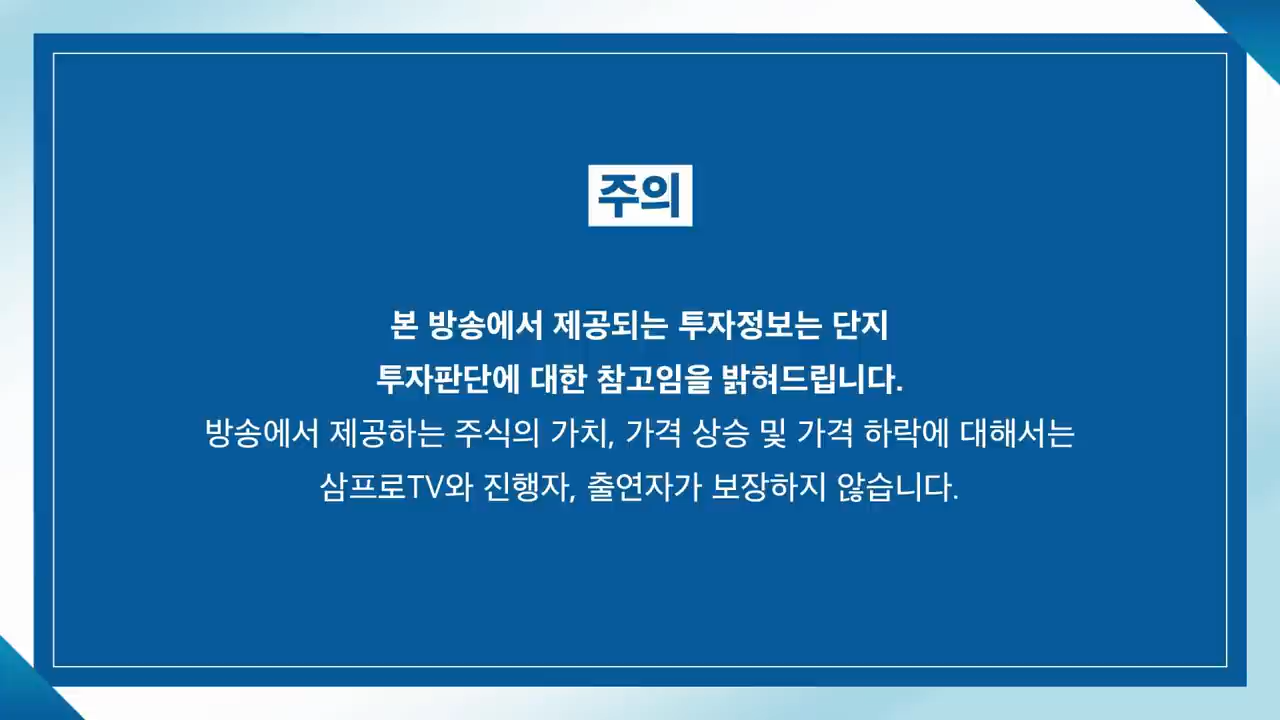 주의
본 방송에서 제공되는 투자정보는 단지
투자판단에 대한 참고임을 밝혀드립니다.
방송에서 제공하는 주식의 가치, 가격 상승 및 가격 하락에 대해서는
삼프로TV와 진행자, 출연자가 보장하지 않습니다.